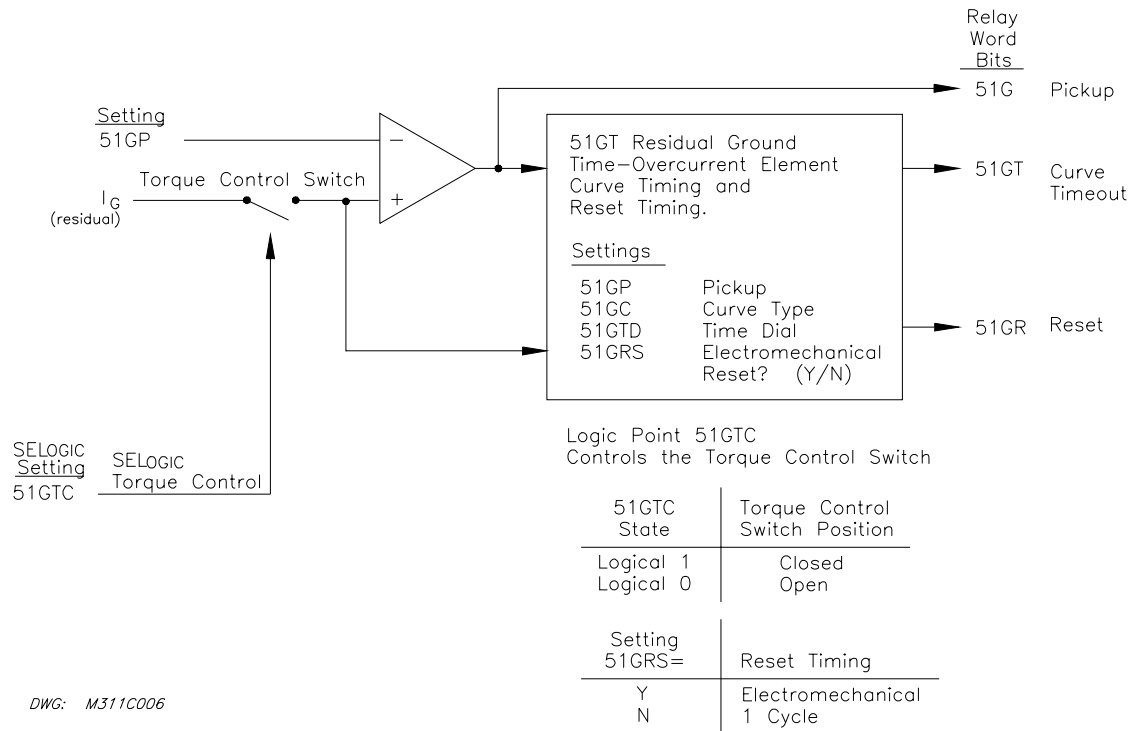 Relay
Word
Bits
51G Pickup
Setting
51GP
51GT Residual Ground
Time-Overcurrent Element
Curve Timing and
Reset Timing.
51GT Curve
Timeout
Torque Control Switch
IG
(residual)
−
+
Settings
51GP Pickup
51GC Curve Type
51GTD Time Dial
51GRS Electromechanical
Reset? (Y/N)
51GR Reset
SELOGIC
Setting
51GTC
SELOGIC
Torque Control
Logic Point 51GTC
Controls the Torque Control Switch
51GTC Torque Control
State Switch Position
Logical 1 Closed
Logical 0 Open
Setting
51GRS= Reset Timing
Y Electromechanical
N 1 Cycle
DWG: M311C006